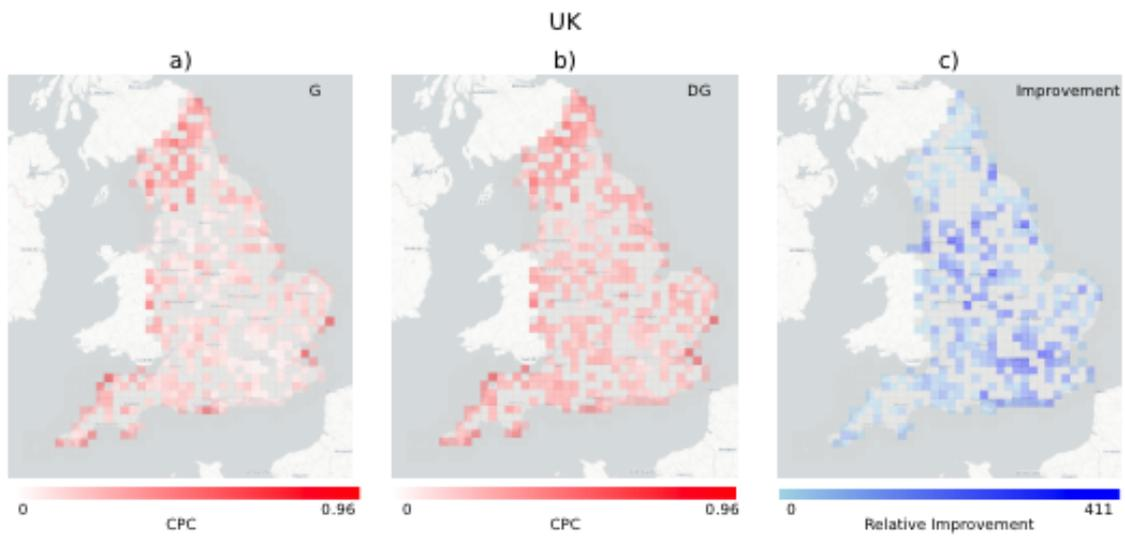 UK
a)
b)
c)
G
DG
Improvement
0
0.96
CPC
0
0.96
CPC
0
411
Relative Improvement